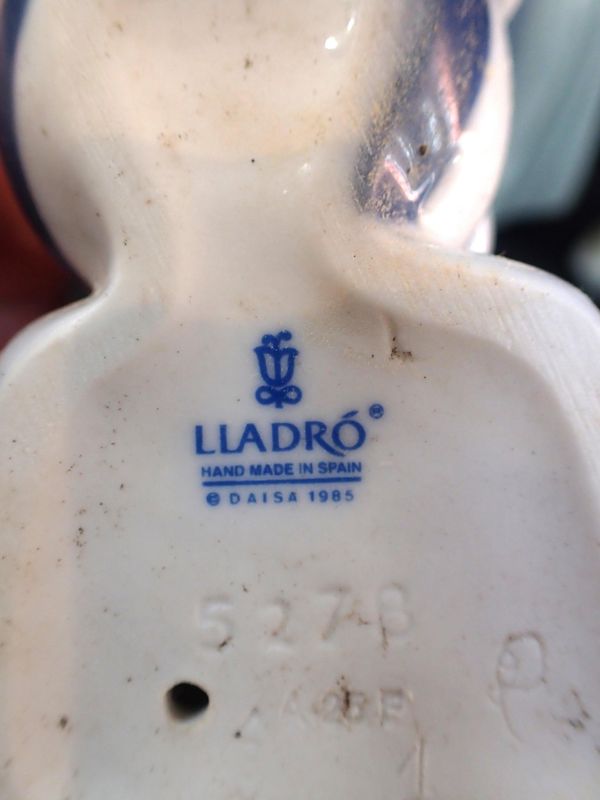 LLADRÓ®
HAND MADE IN SPAIN
© DAISA 1985
5278